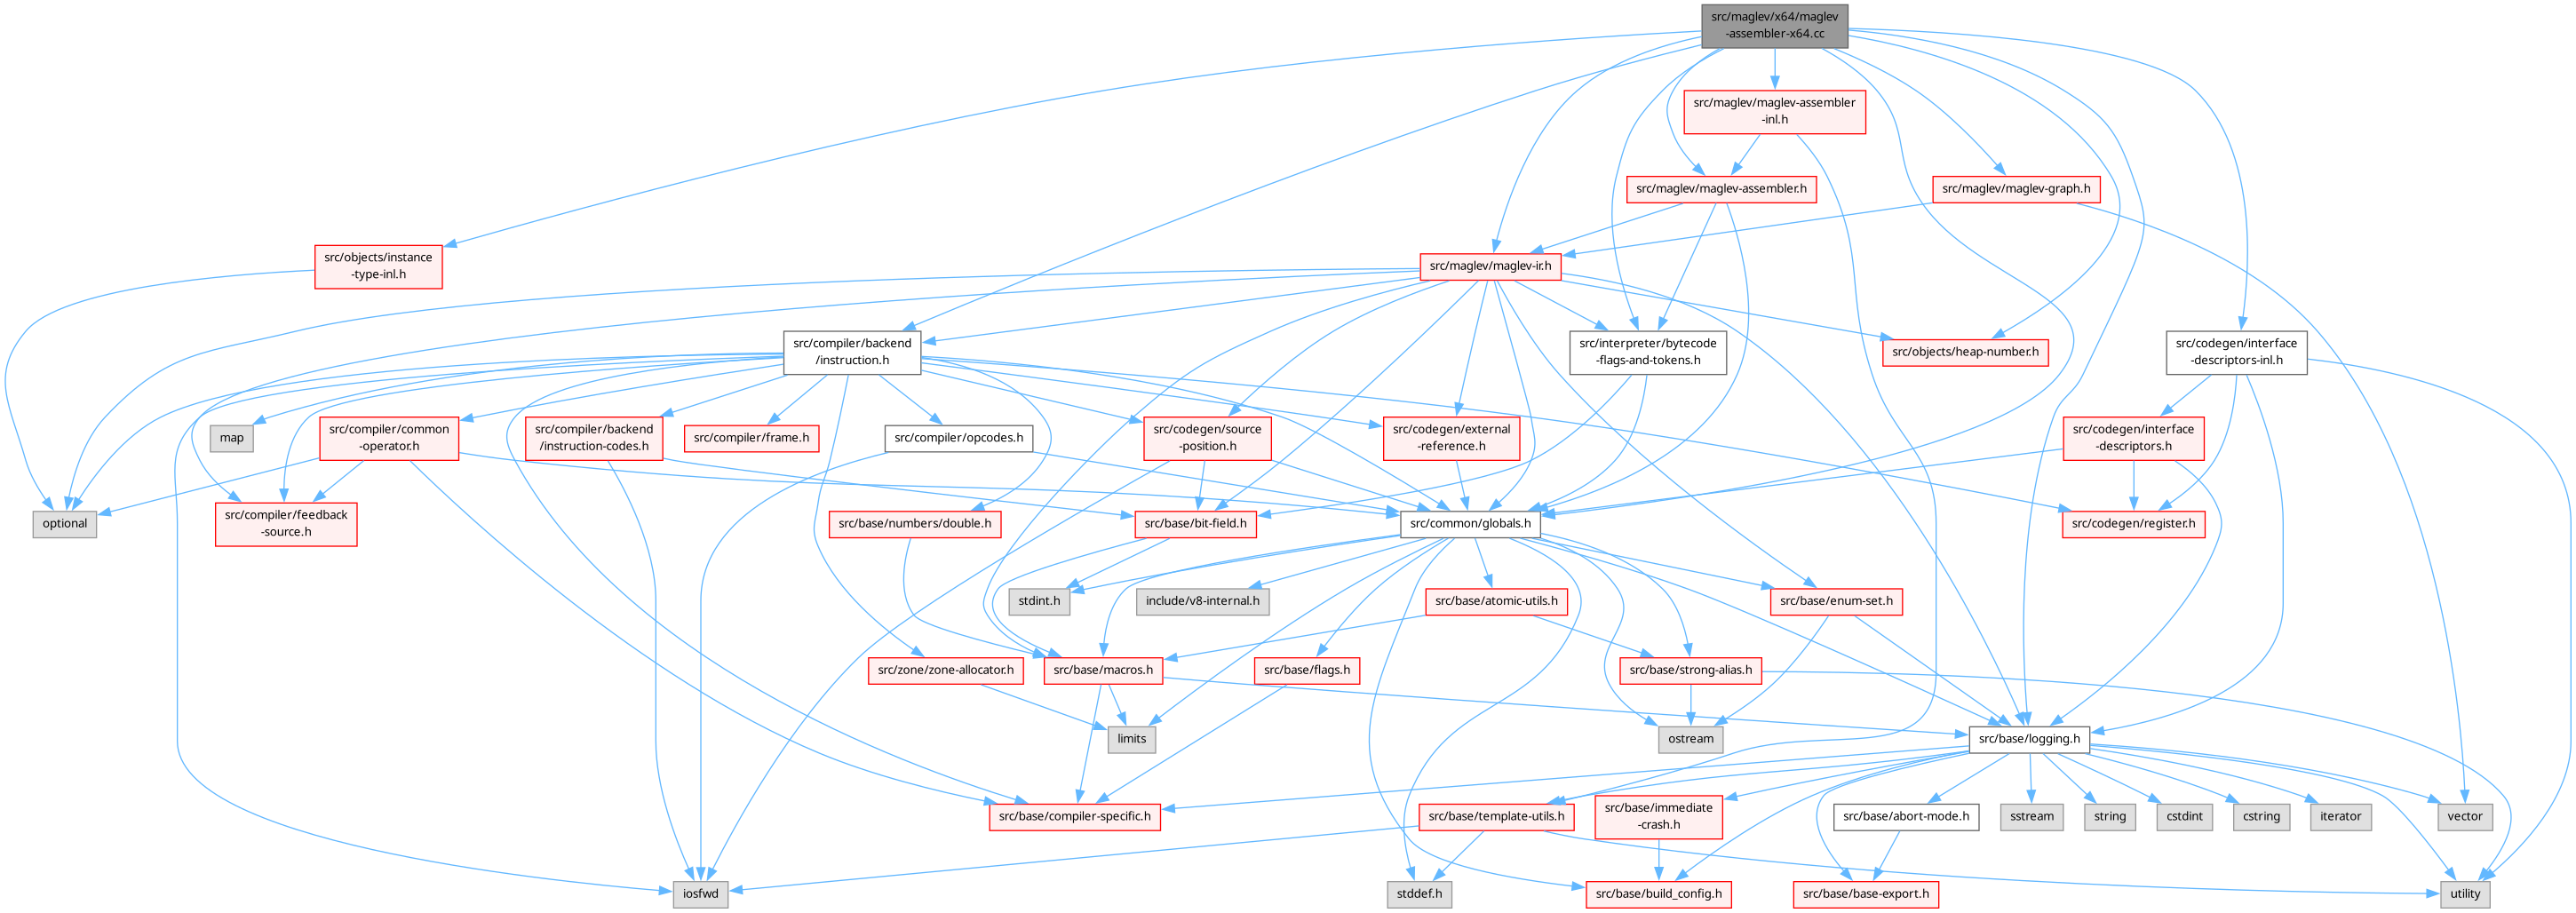 src/maglev/x64/maglev
-assembler-x64.cc
src/maglev/maglev-assembler
-inl.h
src/maglev/maglev-assembler.h
src/maglev/maglev-graph.h
src/objects/instance
-type-inl.h
src/maglev/maglev-ir.h
src/compiler/backend
/instruction.h
src/interpreter/bytecode
-flags-and-tokens.h
src/objects/heap-number.h
src/codegen/interface
-descriptors-inl.h
map
src/compiler/common
-operator.h
src/compiler/backend
/instruction-codes.h
src/compiler/frame.h
src/compiler/opcodes.h
src/codegen/source
-position.h
src/codegen/external
-reference.h
src/codegen/interface
-descriptors.h
optional
src/compiler/feedback
-source.h
src/base/numbers/double.h
src/base/bit-field.h
src/common/globals.h
src/codegen/register.h
stdint.h
include/v8-internal.h
src/base/atomic-utils.h
src/base/enum-set.h
src/zone/zone-allocator.h
src/base/macros.h
src/base/flags.h
src/base/strong-alias.h
limits
ostream
src/base/logging.h
src/base/compiler-specific.h
src/base/template-utils.h
src/base/immediate
-crash.h
src/base/abort-mode.h
sstream
string
cstdint
cstring
iterator
vector
iosfwd
stddef.h
src/base/build_config.h
src/base/base-export.h
utility